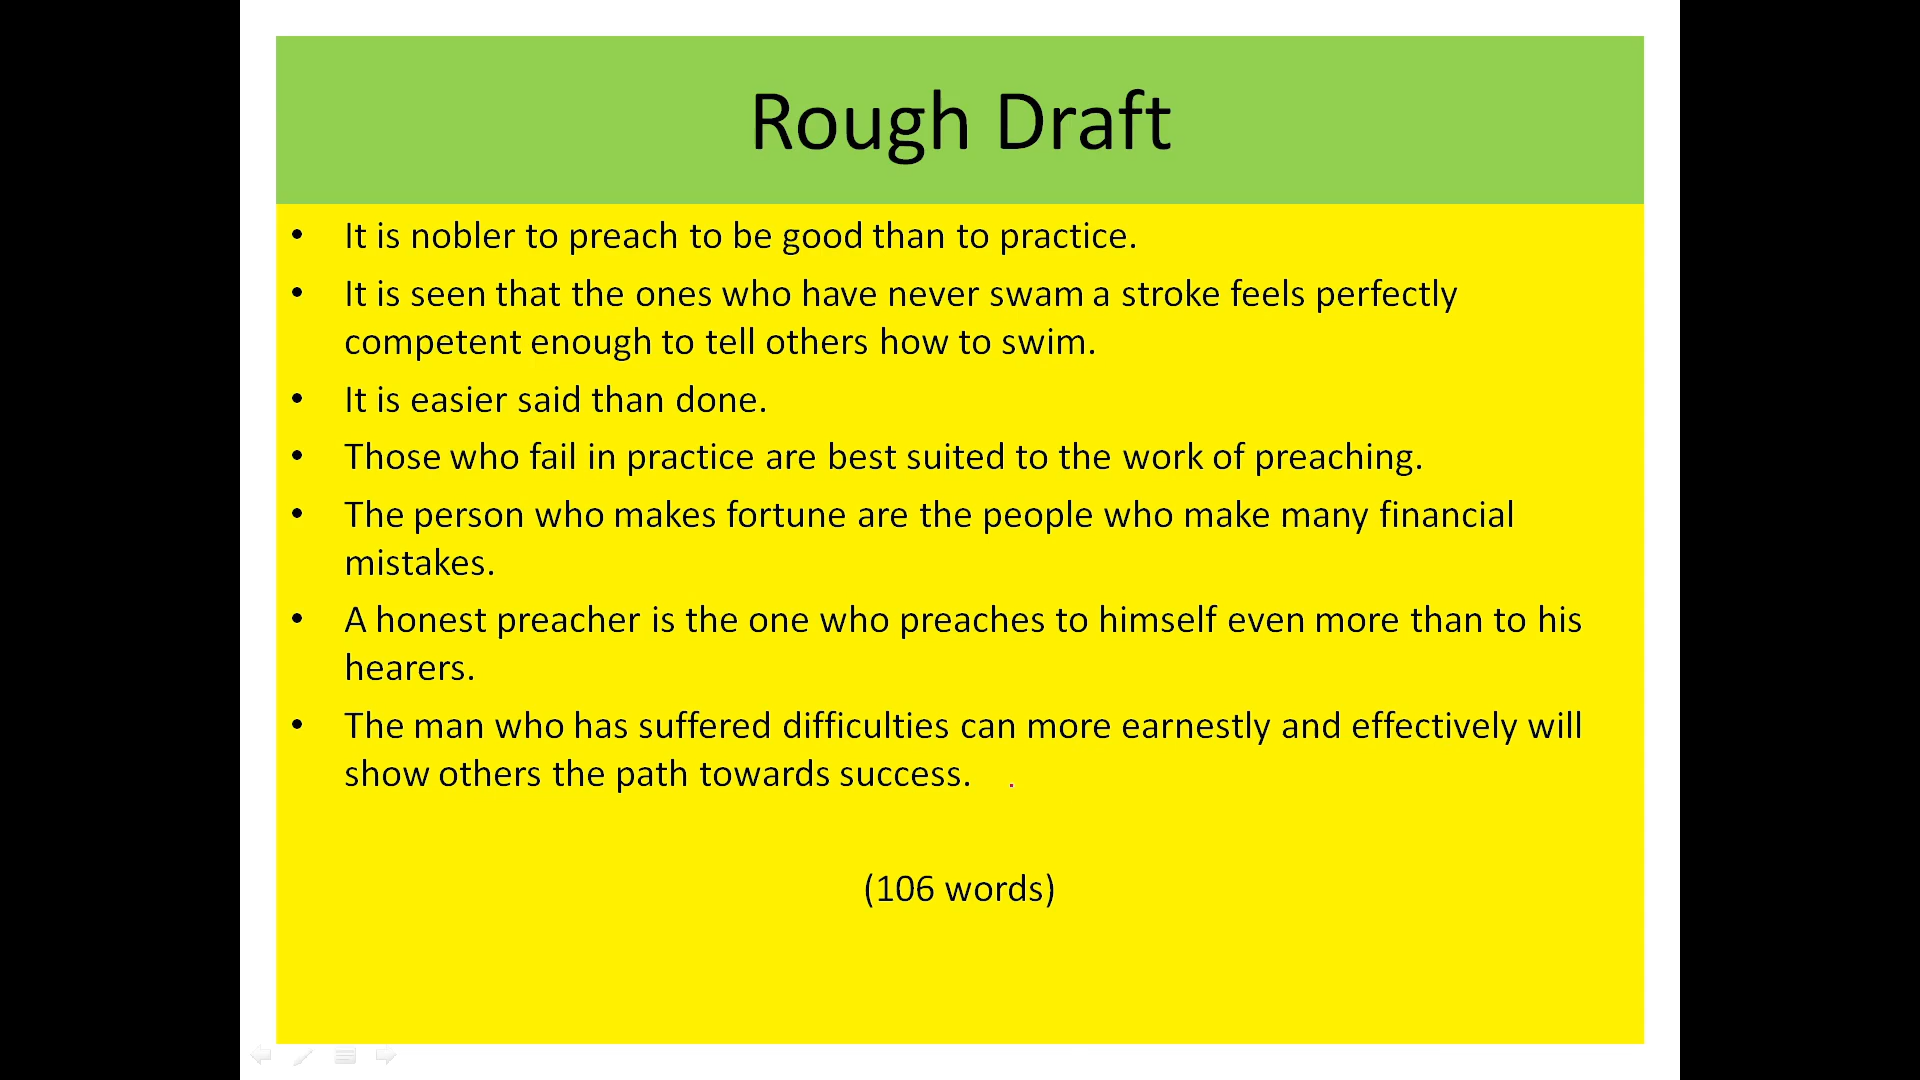 Rough Draft
• It is nobler to preach to be good than to practice.
• It is seen that the ones who have never swam a stroke feels perfectly
competent enough to tell others how to swim.
• It is easier said than done.
• Those who fail in practice are best suited to the work of preaching.
• The person who makes fortune are the people who make many financial
mistakes.
• A honest preacher is the one who preaches to himself even more than to his
hearers.
• The man who has suffered difficulties can more earnestly and effectively will
show others the path towards success.
(106 words)